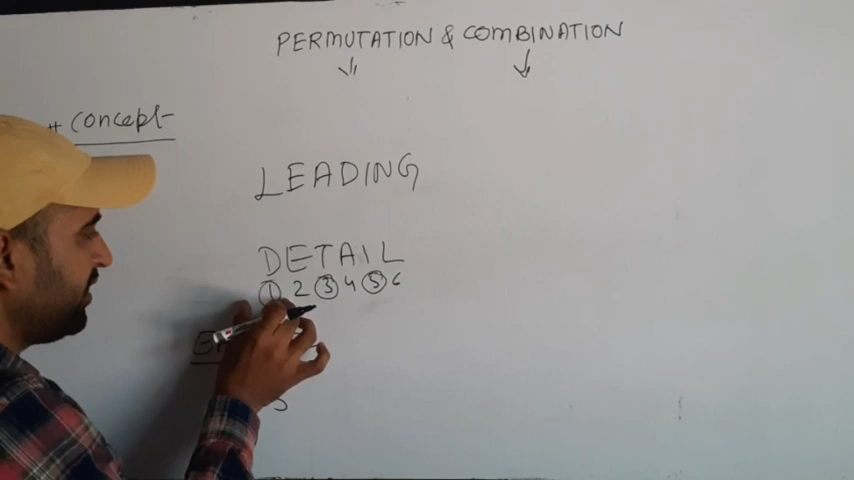 PERMUTATION & COMBINATION
# Concept-
LEADING
DETAIL
1 2 3 4 5 6